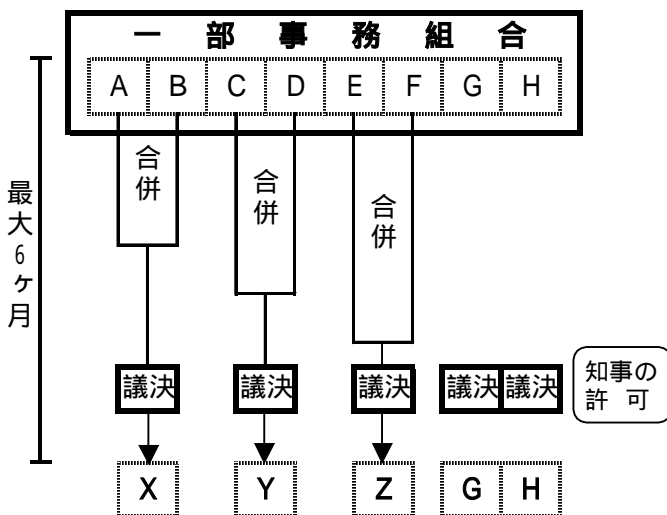 一部事務組合
A B C D E F G H
最大6ヶ月
合併
合併
合併
議決 議決 議決 議決 議決
知事の
許 可
X Y Z G H